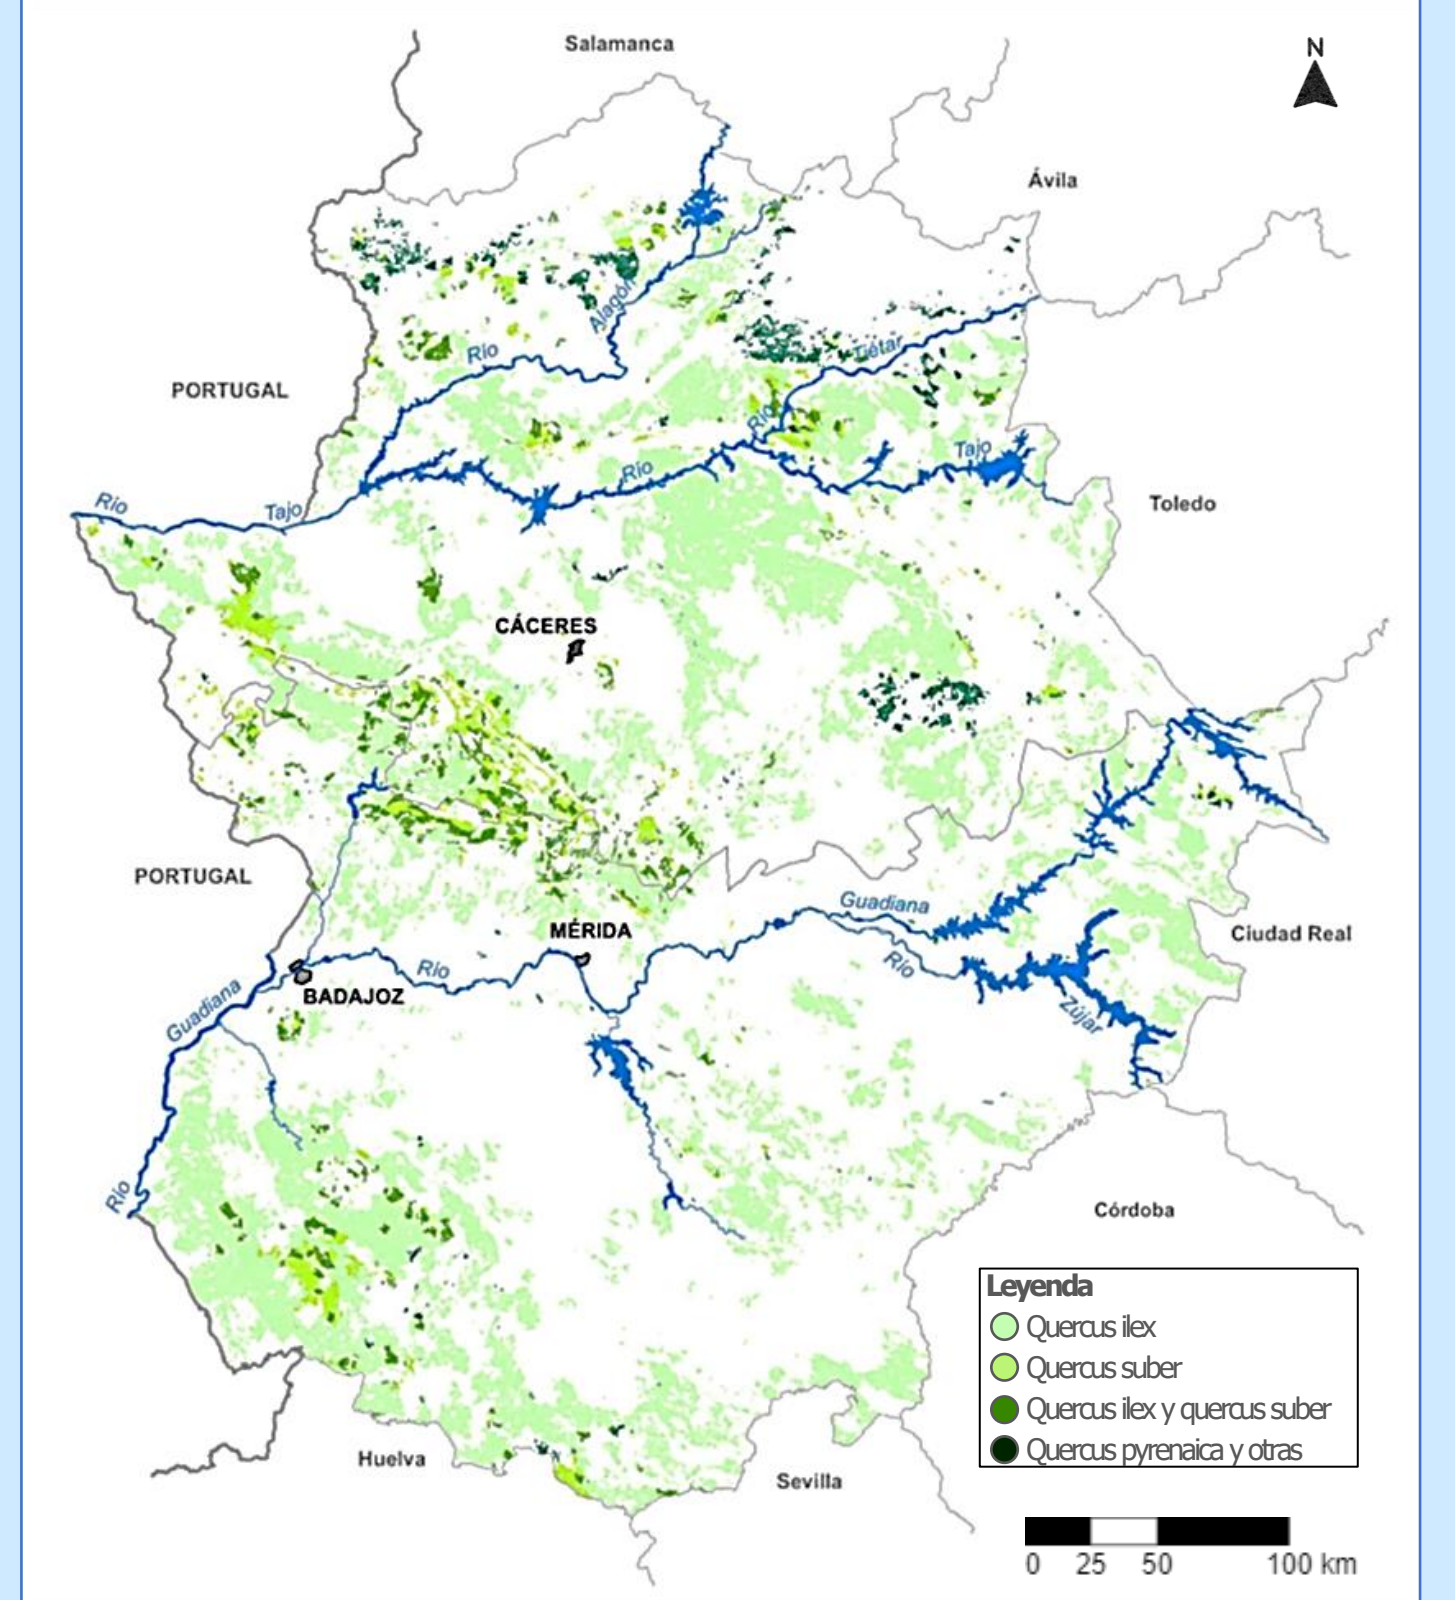 Salamanca
N
Ávila
Alagón
Río
Tiétar
PORTUGAL
Río
Tajo
Río
Toledo
Río
Tajo
CÁCERES
PORTUGAL
Guadiana
MÉRIDA
Ciudad Real
Río
Río
BADAJOZ
Guadiana
Zújar
Río
Córdoba
Leyenda
Quercus ilex
Quercus suber
Quercus ilex y quercus suber
Quercus pyrenaica y otras
Huelva
Sevilla
0 25 50 100 km